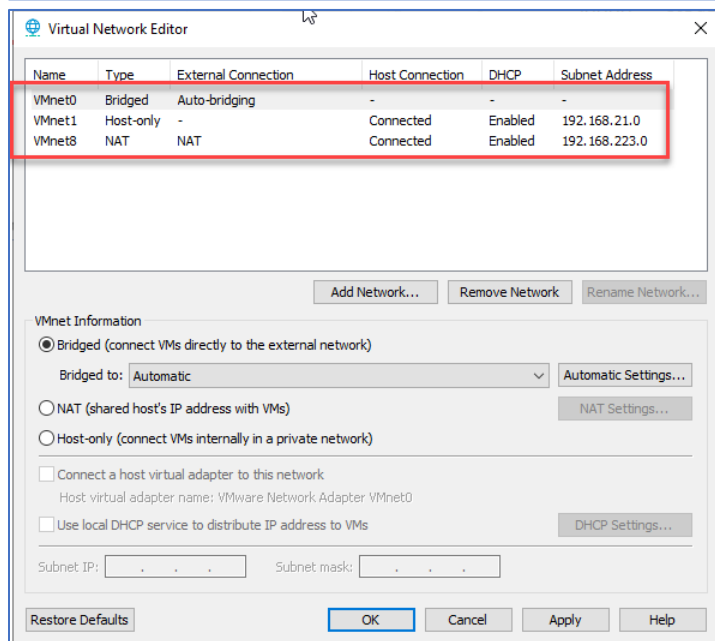 Virtual Network Editor
Name Type External Connection Host Connection DHCP Subnet Address
VMnet0 Bridged Auto-bridging - - -
VMnet1 Host-only - Connected Enabled 192.168.21.0
VMnet8 NAT NAT Connected Enabled 192.168.223.0
Add Network... Remove Network Rename Network...
VMnet Information
Bridged (connect VMs directly to the external network)
Bridged to: Automatic Automatic Settings...
NAT (shared host's IP address with VMs) NAT Settings...
Host-only (connect VMs internally in a private network)
Connect a host virtual adapter to this network
Host virtual adapter name: VMware Network Adapter VMnet0
Use local DHCP service to distribute IP address to VMs DHCP Settings...
Subnet IP: . . . Subnet mask: . . .
Restore Defaults OK Cancel Apply Help